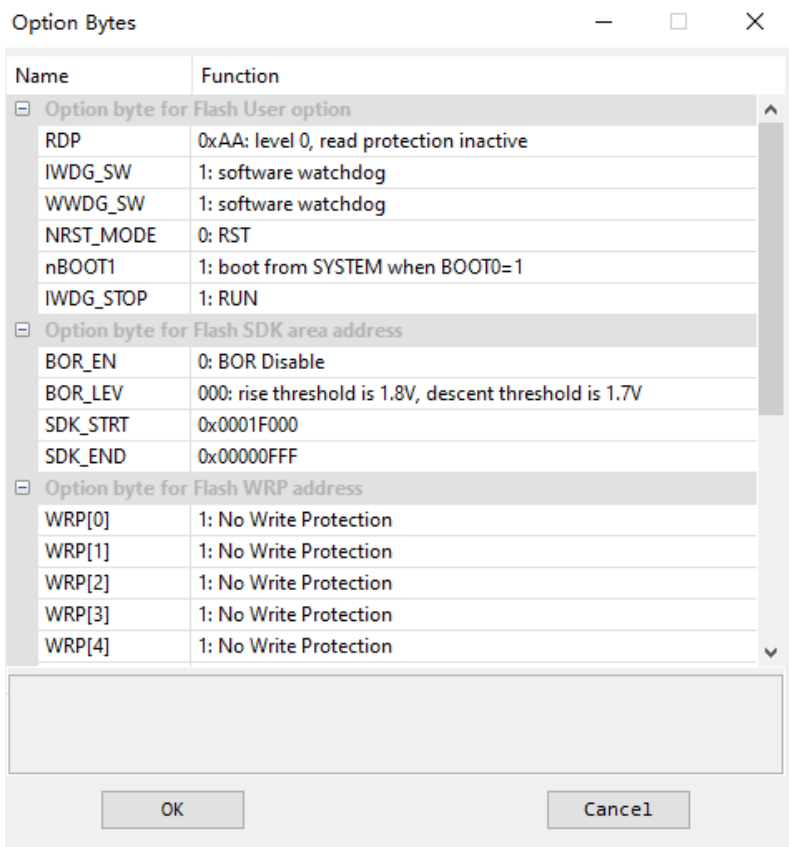 Option Bytes
Name Function
Option byte for Flash User option
RDP 0xAA: level 0, read protection inactive
IWDG_SW 1: software watchdog
WWDG_SW 1: software watchdog
NRST_MODE 0: RST
nBOOT1 1: boot from SYSTEM when BOOT0=1
IWDG_STOP 1: RUN
Option byte for Flash SDK area address
BOR_EN 0: BOR Disable
BOR_LEV 000: rise threshold is 1.8V, descent threshold is 1.7V
SDK_STRT 0x0001F000
SDK_END 0x00000FFF
Option byte for Flash WRP address
WRP[0] 1: No Write Protection
WRP[1] 1: No Write Protection
WRP[2] 1: No Write Protection
WRP[3] 1: No Write Protection
WRP[4] 1: No Write Protection
OK Cancel